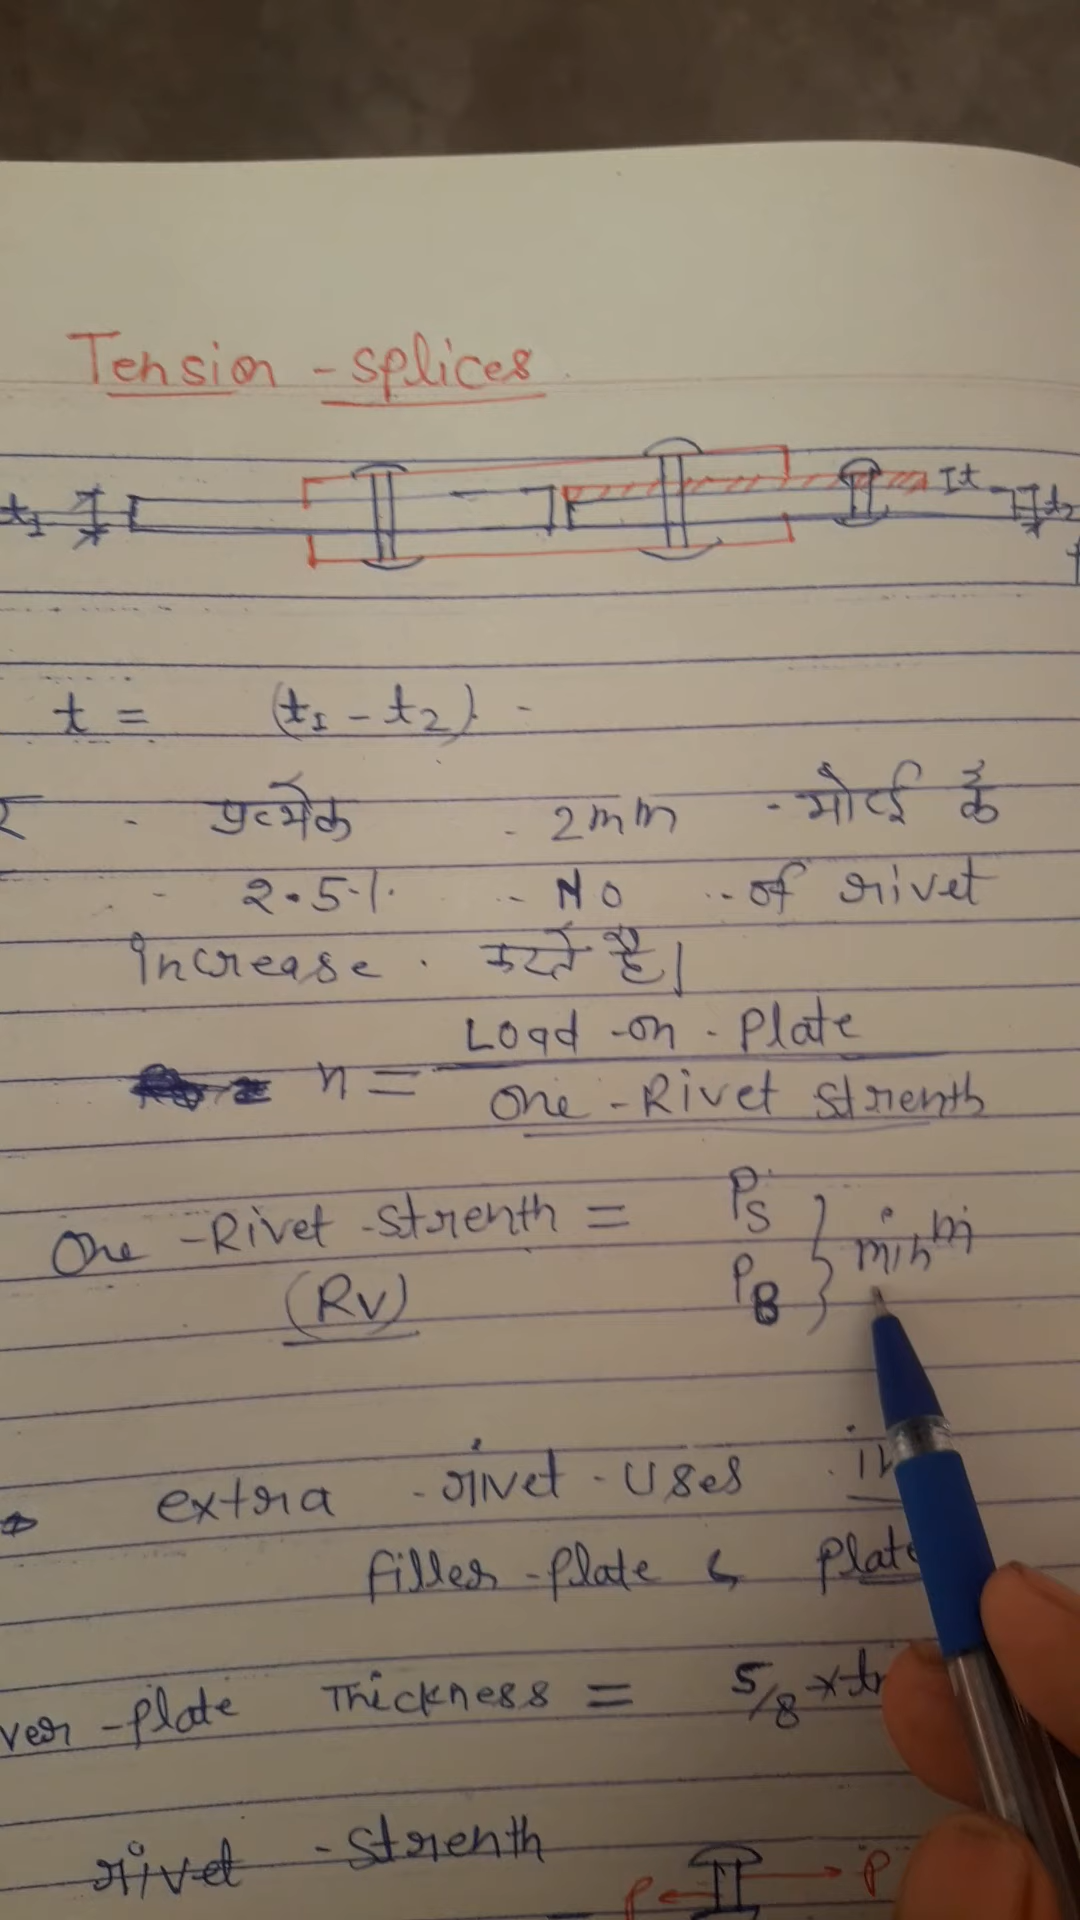 Tension - splices
t1 t t2
t = (t1 - t2)
- प्रत्येक - 2mm - मोटाई के
- 2.5% - No - of rivet
increase . करते है|
Load - on - Plate
n =
one - Rivet strenth
One - Rivet - strenth = PS
} minm
(Rv) PB
extra - rivet - uses . in
filler - plate & plate
ver - plate Thickness = 5/8 x
rivet - strenth
P P